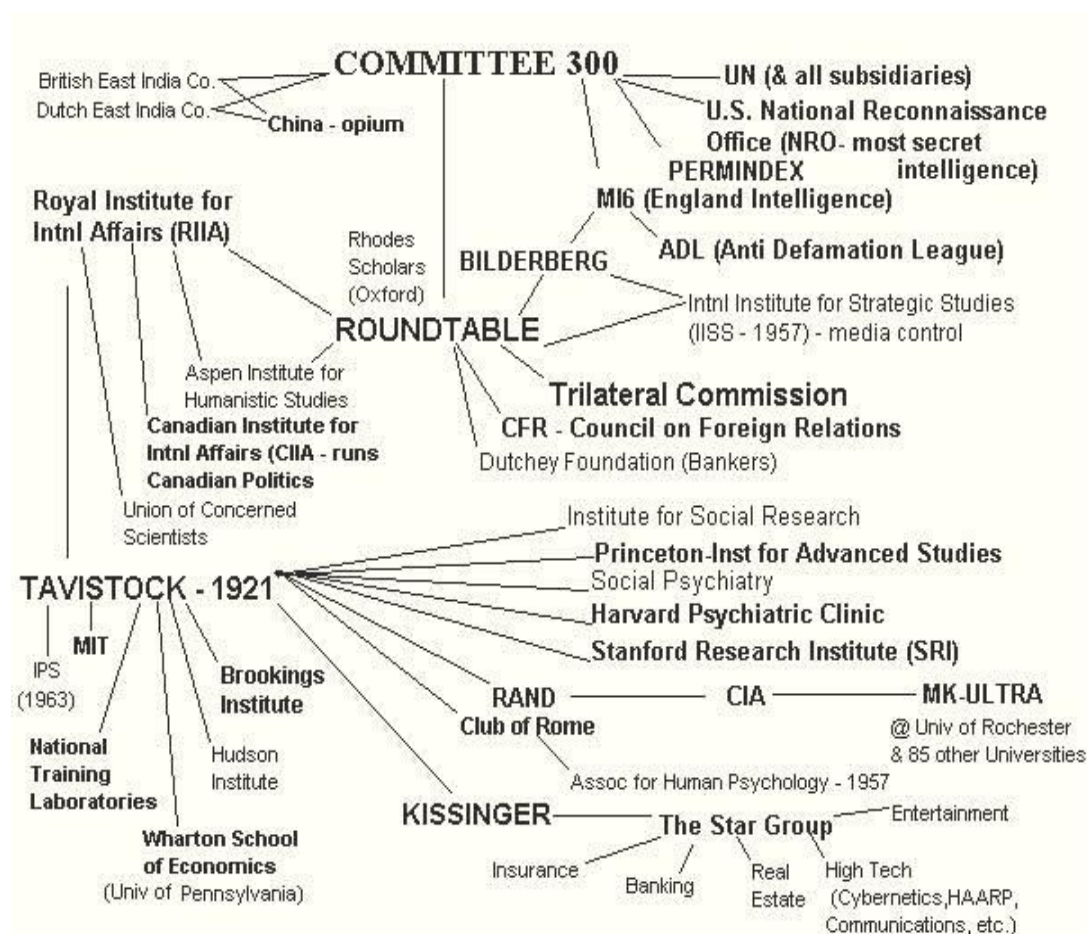 COMMITTEE 300
British East India Co.
Dutch East India Co.
China - opium
UN (& all subsidiaries)
U.S. National Reconnaissance
Office (NRO- most secret
intelligence)
PERMINDEX
MI6 (England Intelligence)
ADL (Anti Defamation League)
Royal Institute for
Intnl Affairs (RIIA)
Rhodes
Scholars
(Oxford)
BILDERBERG
Intnl Institute for Strategic Studies
(IISS - 1957) - media control
ROUNDTABLE
Aspen Institute for
Humanistic Studies
Trilateral Commission
Canadian Institute for
Intnl Affairs (CIIA - runs
Canadian Politics
CFR - Council on Foreign Relations
Dutchey Foundation (Bankers)
Union of Concerned
Scientists
Institute for Social Research
Princeton-Inst for Advanced Studies
Social Psychiatry
Harvard Psychiatric Clinic
Stanford Research Institute (SRI)
TAVISTOCK - 1921
MIT
IPS
(1963)
Brookings
Institute
RAND
CIA
MK-ULTRA
@ Univ of Rochester
& 85 other Universities
Club of Rome
National
Training
Laboratories
Hudson
Institute
Assoc for Human Psychology - 1957
KISSINGER
The Star Group
Entertainment
Wharton School
of Economics
(Univ of Pennsylvania)
Insurance
Banking
Real
Estate
High Tech
(Cybernetics,HAARP,
Communications, etc.)